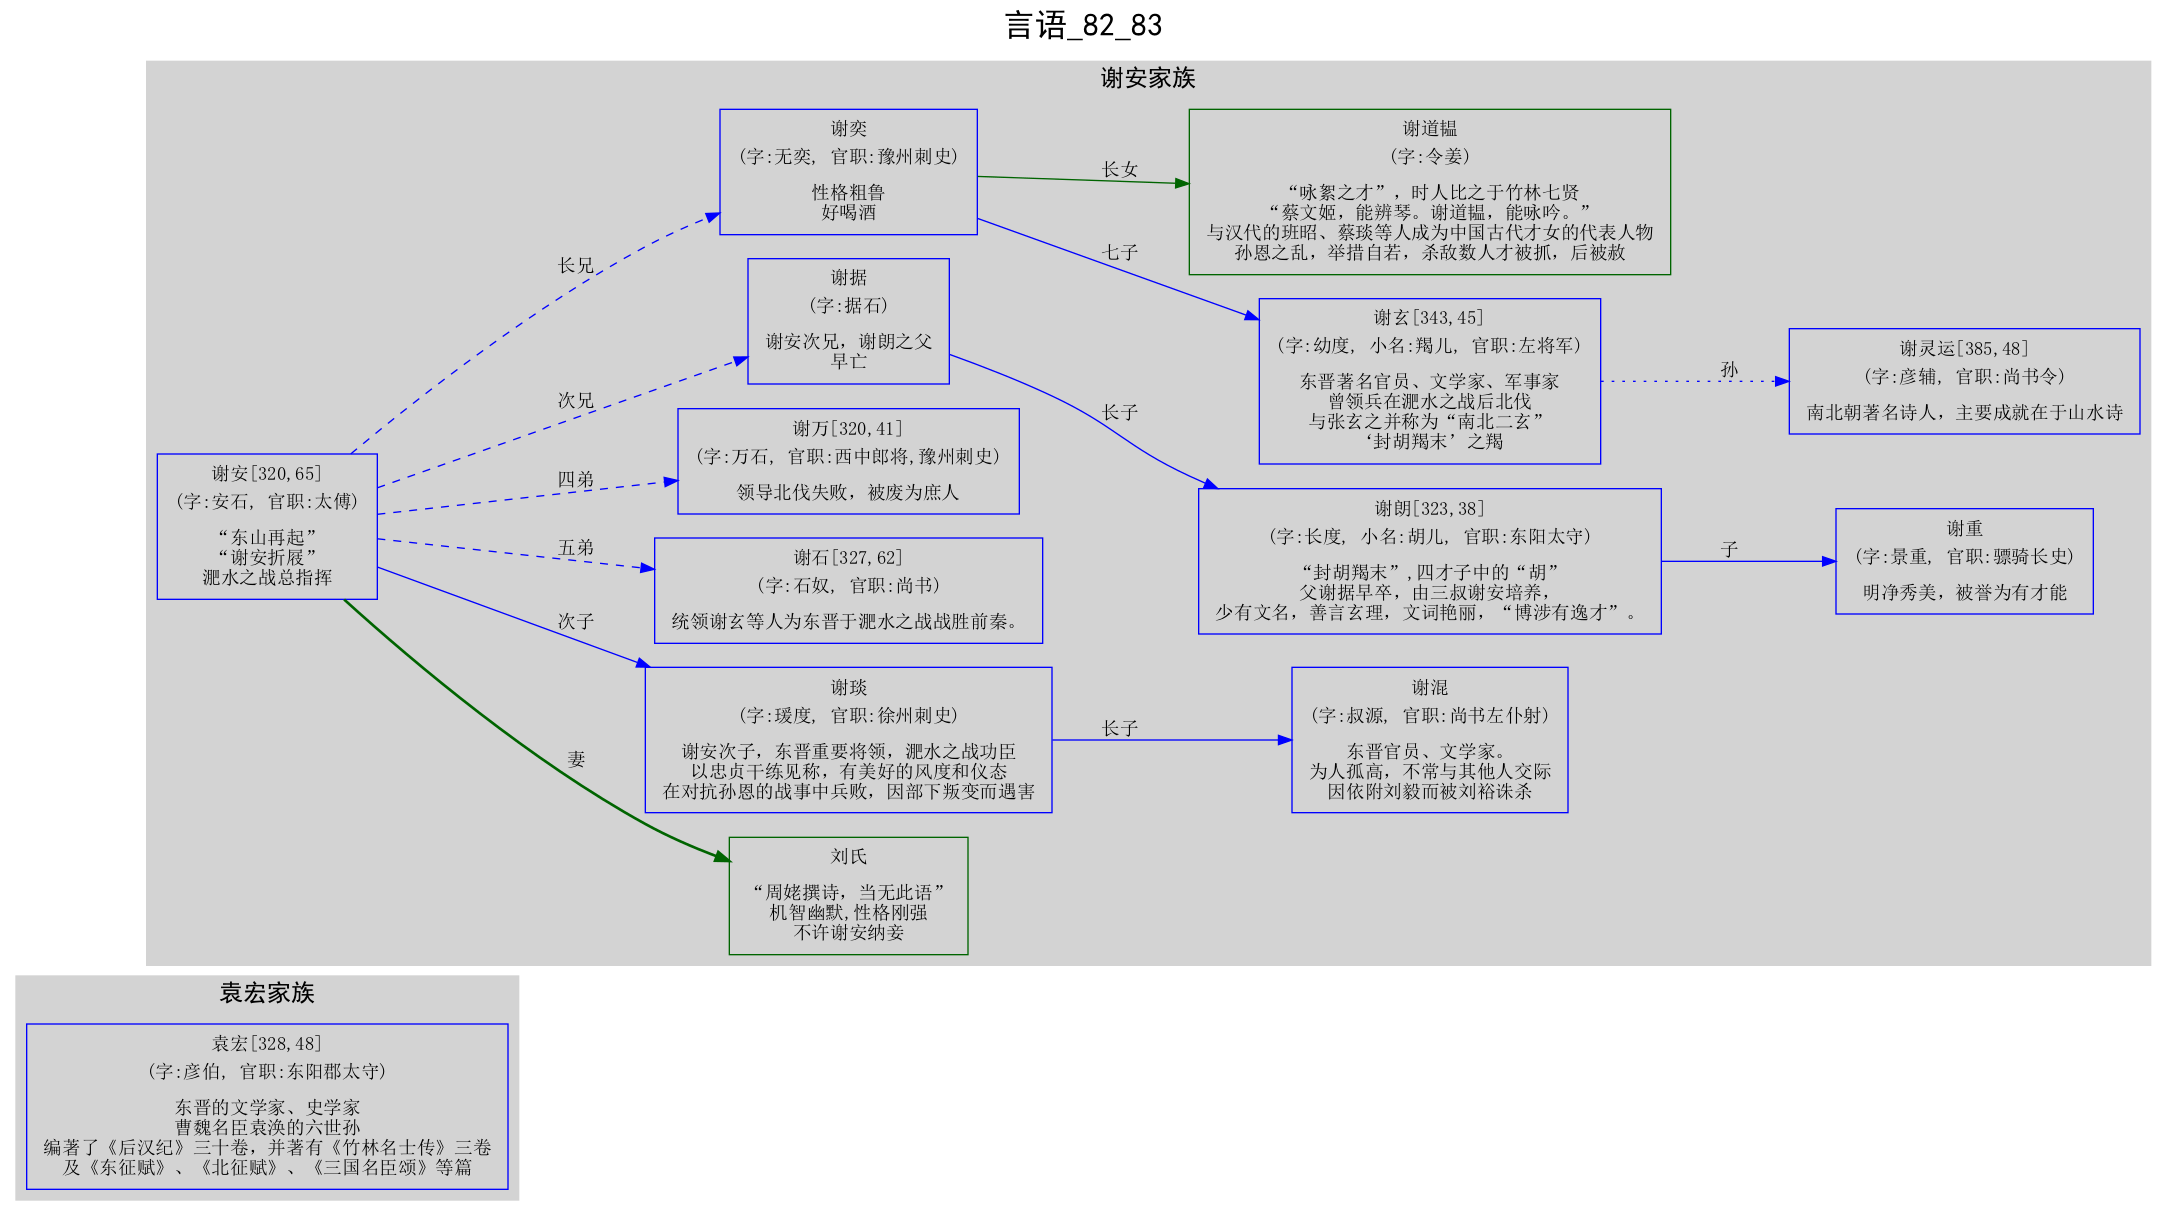 言语_82_83
谢安家族
谢安[320,65]
(字:安石, 官职:太傅)
“东山再起”
“谢安折屐”
淝水之战总指挥
长兄
次兄
四弟
五弟
次子
妻
谢奕
(字:无奕, 官职:豫州刺史)
性格粗鲁
好喝酒
谢据
(字:据石)
谢安次兄，谢朗之父
早亡
谢万[320,41]
(字:万石, 官职:西中郎将,豫州刺史)
领导北伐失败，被废为庶人
谢石[327,62]
(字:石奴, 官职:尚书)
统领谢玄等人为东晋于淝水之战战胜前秦。
谢琰
(字:瑗度, 官职:徐州刺史)
谢安次子，东晋重要将领，淝水之战功臣
以忠贞干练见称，有美好的风度和仪态
在对抗孙恩的战事中兵败，因部下叛变而遇害
刘氏
“周姥撰诗，当无此语”
机智幽默,性格刚强
不许谢安纳妾
长女
七子
长子
长子
谢道韫
(字:令姜)
“咏絮之才”，时人比之于竹林七贤
“蔡文姬，能辨琴。谢道韫，能咏吟。”
与汉代的班昭、蔡琰等人成为中国古代才女的代表人物
孙恩之乱，举措自若，杀敌数人才被抓，后被赦
谢玄[343,45]
(字:幼度, 小名:羯儿, 官职:左将军)
东晋著名官员、文学家、军事家
曾领兵在淝水之战后北伐
与张玄之并称为“南北二玄”
‘封胡羯末’之羯
谢朗[323,38]
(字:长度, 小名:胡儿, 官职:东阳太守)
“封胡羯末”,四才子中的“胡”
父谢据早卒，由三叔谢安培养，
少有文名，善言玄理，文词艳丽，“博涉有逸才”。
谢混
(字:叔源, 官职:尚书左仆射)
东晋官员、文学家。
为人孤高，不常与其他人交际
因依附刘毅而被刘裕诛杀
孙
子
谢灵运[385,48]
(字:彦辅, 官职:尚书令)
南北朝著名诗人，主要成就在于山水诗
谢重
(字:景重, 官职:骠骑长史)
明净秀美，被誉为有才能
袁宏家族
袁宏[328,48]
(字:彦伯, 官职:东阳郡太守)
东晋的文学家、史学家
曹魏名臣袁涣的六世孙
编著了《后汉纪》三十卷，并著有《竹林名士传》三卷
及《东征赋》、《北征赋》、《三国名臣颂》等篇